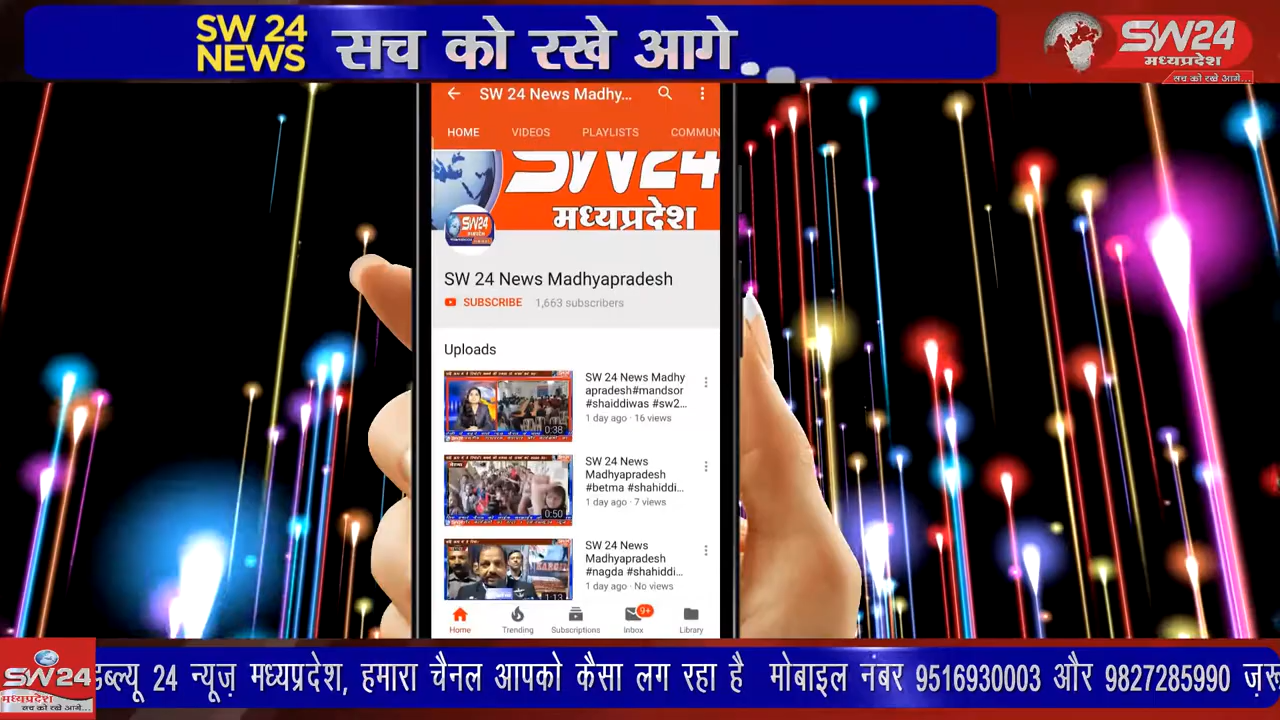 SW 24
NEWS
सच को रखे आगे...
SW24
मध्यप्रदेश
सच को रखे आगे...
SW 24 News Madhy...
HOME VIDEOS PLAYLISTS COMMUN
SW24
मध्यप्रदेश
SW24
SW 24 News Madhyapradesh
SUBSCRIBE 1,663 subscribers
Uploads
SW 24 News Madhy
apradesh#mandsor
#shaiddiwas #sw2...
1 day ago · 16 views
0:38
SW 24 News
Madhyapradesh
#betma #shahiddi...
1 day ago · 7 views
0:50
SW 24 News
Madhyapradesh
#nagda #shahiddi...
1 day ago · No views
1:13
9+
Home Trending Subscriptions Inbox Library
SW24
मध्यप्रदेश
सच को रखे आगे...
डब्ल्यू 24 न्यूज़ मध्यप्रदेश, हमारा चैनल आपको कैसा लग रहा है मोबाइल नंबर 9516930003 और 9827285990 ज़रू